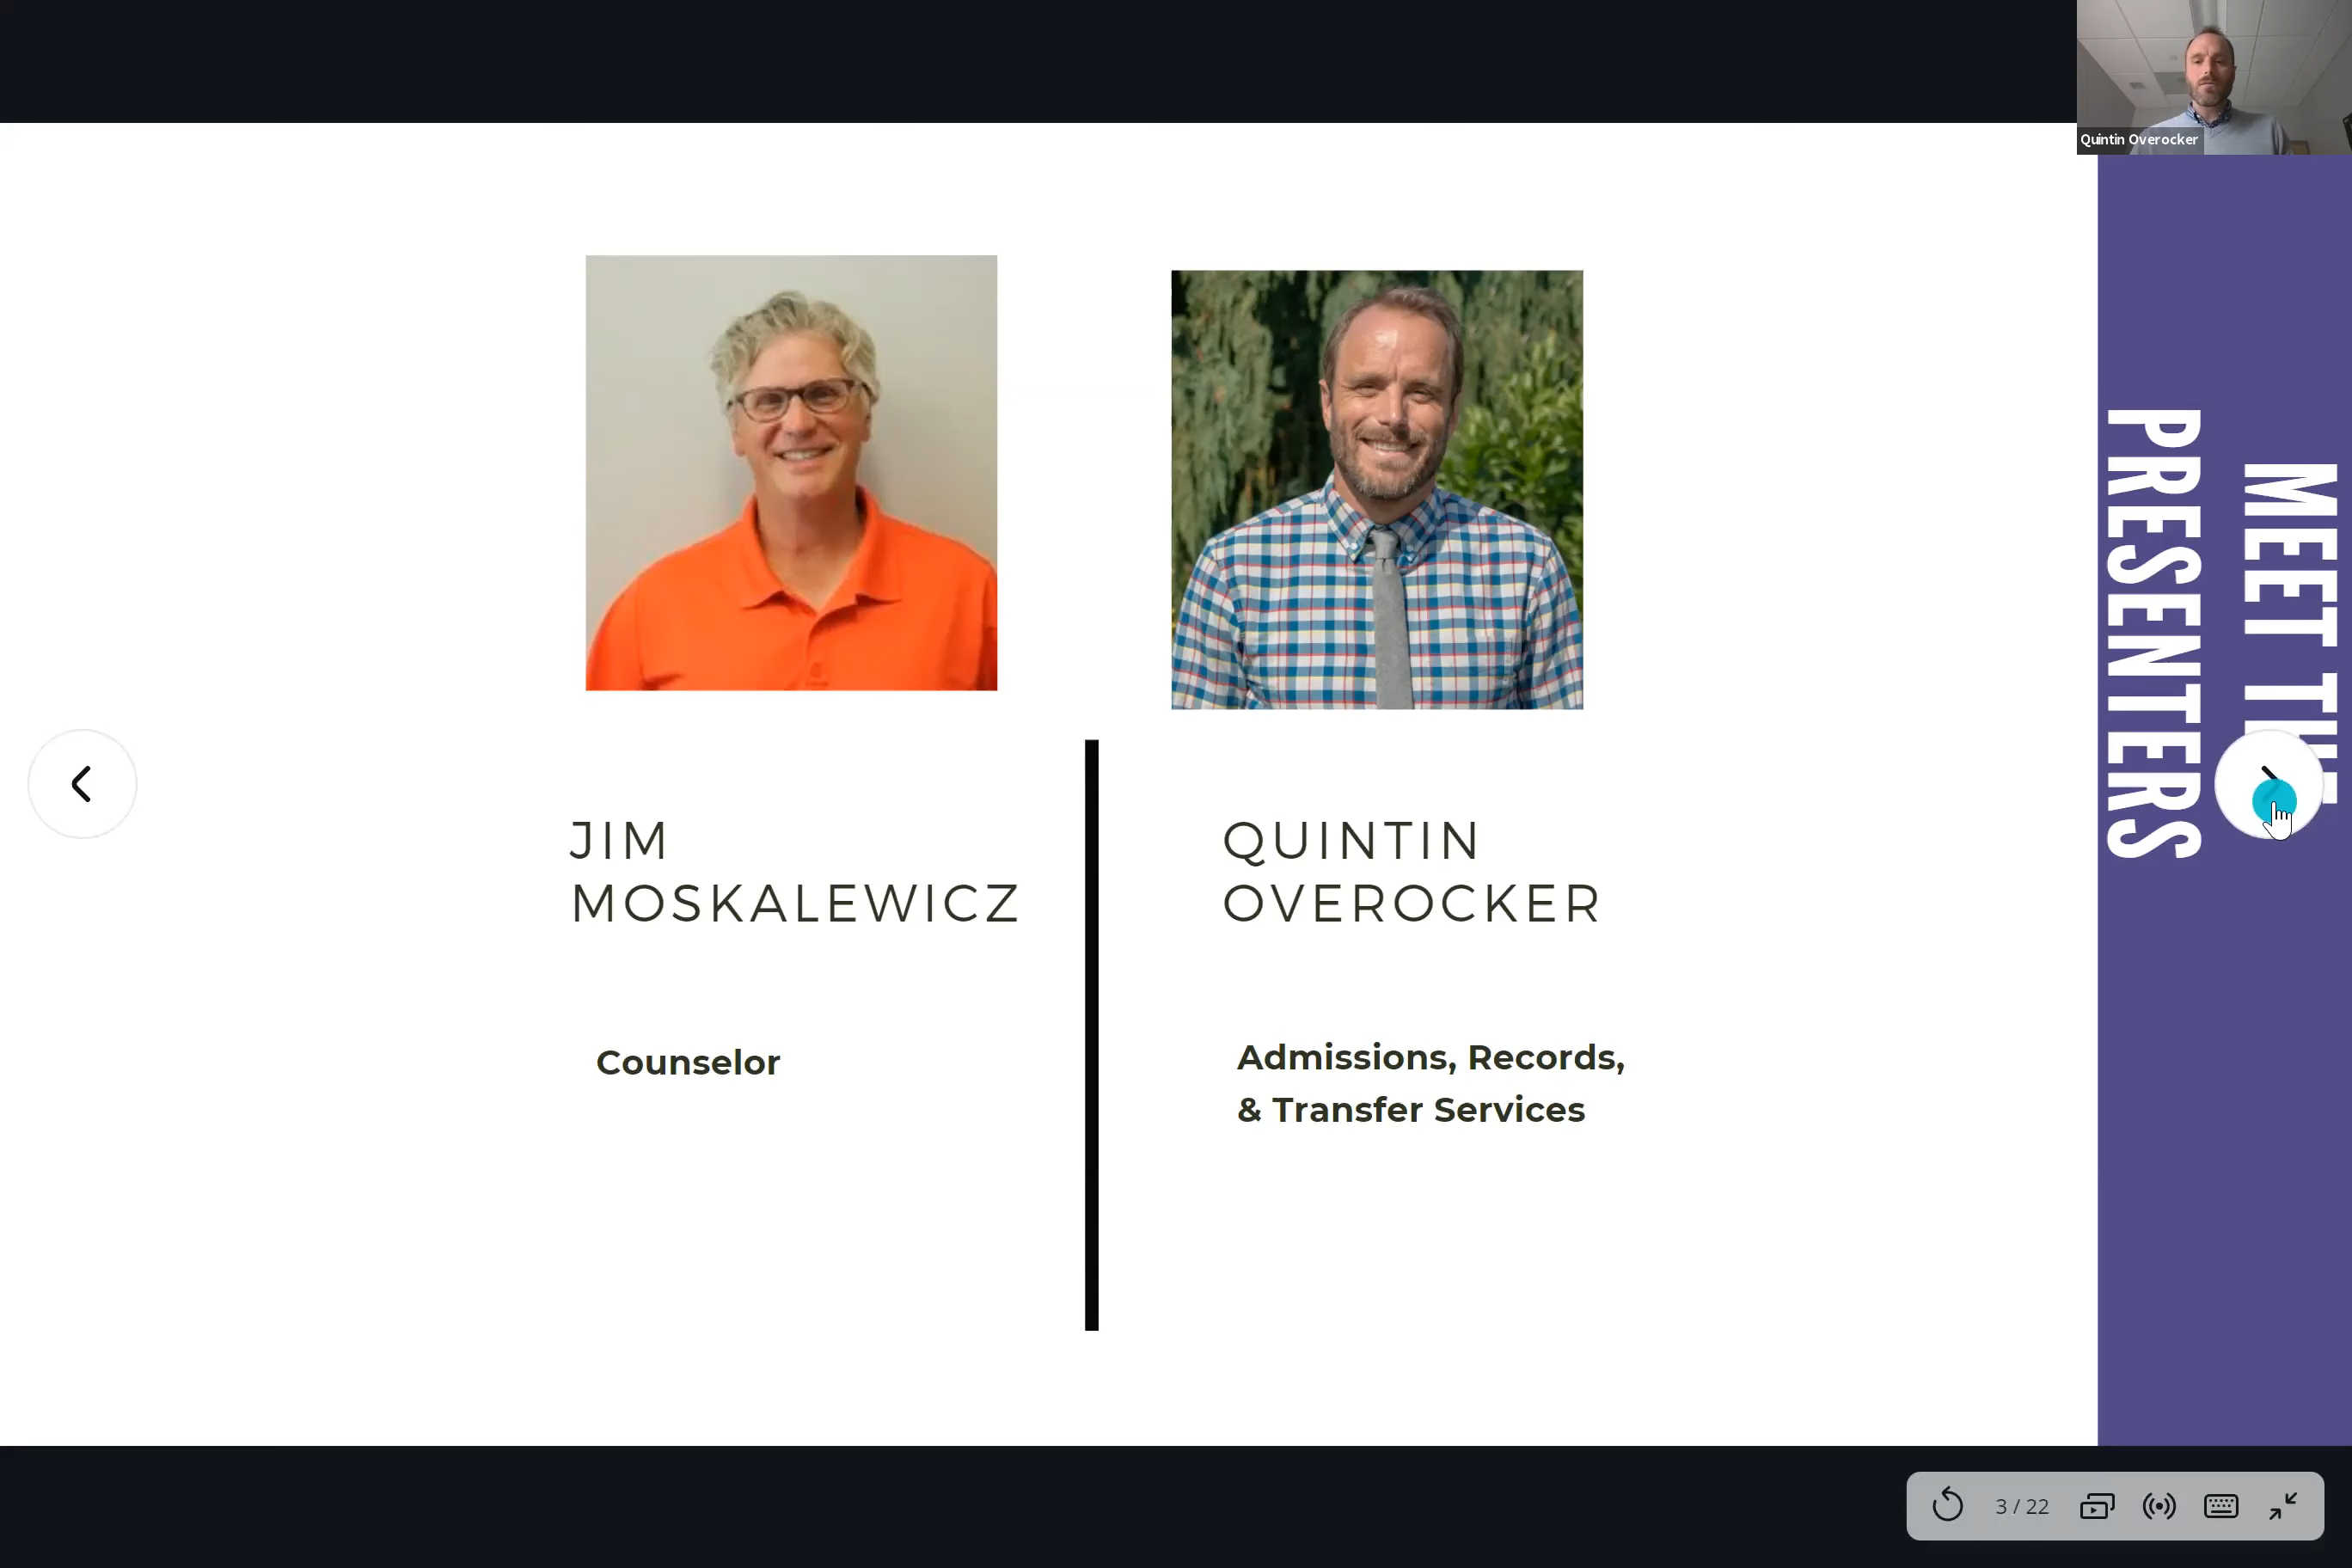 Quintin Overocker
MEET THE
PRESENTERS
JIM
MOSKALEWICZ
Counselor
QUINTIN
OVEROCKER
Admissions, Records,
& Transfer Services
3 / 22